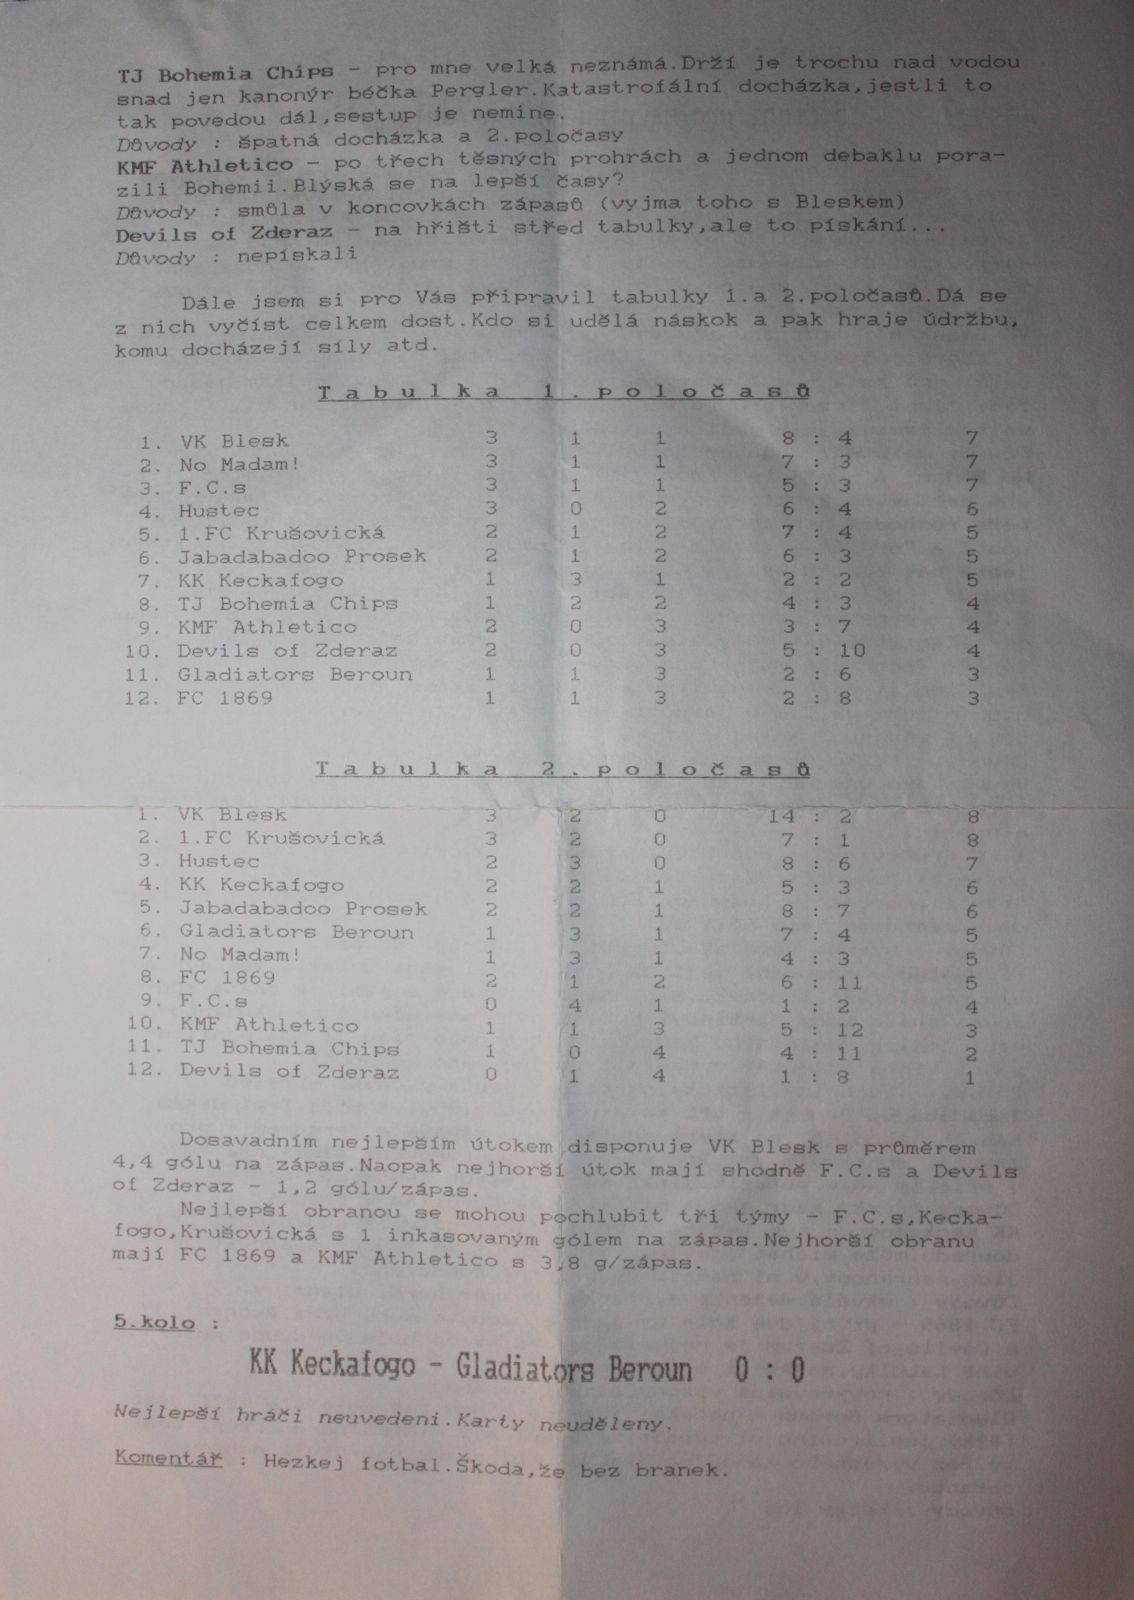 TJ Bohemia Chips - pro mne velká neznámá.Drží je trochu nad vodou
snad jen kanonýr béčka Pergler.Katastrofální docházka,jestli to
tak povedou dál,sestup je nemine.
Důvody : špatná docházka a 2.poločasy
KMF Athletico - po třech těsných prohrách a jednom debaklu pora-
zili Bohemii.Blýská se na lepší časy?
Důvody : smůla v koncovkách zápasů (vyjma toho s Bleskem)
Devils of Zderaz - na hřišti střed tabulky,ale to pískání...
Důvody : nepískali
Dále jsem si pro Vás připravil tabulky 1.a 2.poločasů.Dá se
z nich vyčíst celkem dost.Kdo si udělá náskok a pak hraje údržbu,
komu docházejí síly atd.
Tabulka 1.poločasů
1. VK Blesk 3 1 1 8 : 4 7
2. No Madam! 3 1 1 7 : 3 7
3. F.C.s 3 1 1 5 : 3 7
4. Hustec 3 0 2 6 : 4 6
5. 1.FC Krušovická 2 1 2 7 : 4 5
6. Jabadabadoo Prosek 2 1 2 6 : 3 5
7. KK Keckafogo 1 3 1 2 : 2 5
8. TJ Bohemia Chips 1 2 2 4 : 3 4
9. KMF Athletico 2 0 3 3 : 7 4
10. Devils of Zderaz 2 0 3 5 : 10 4
11. Gladiators Beroun 1 1 3 2 : 6 3
12. FC 1869 1 1 3 2 : 8 3
Tabulka 2.poločasů
1. VK Blesk 3 2 0 14 : 2 8
2. 1.FC Krušovická 3 2 0 7 : 1 8
3. Hustec 2 3 0 8 : 6 7
4. KK Keckafogo 2 2 1 5 : 3 6
5. Jabadabadoo Prosek 2 2 1 8 : 7 6
6. Gladiators Beroun 1 3 1 7 : 4 5
7. No Madam! 1 3 1 4 : 3 5
8. FC 1869 2 1 2 6 : 11 5
9. F.C.s 0 4 1 1 : 2 4
10. KMF Athletico 1 1 3 5 : 12 3
11. TJ Bohemia Chips 1 0 4 4 : 11 2
12. Devils of Zderaz 0 1 4 1 : 8 1
Dosavadním nejlepším útokem disponuje VK Blesk s průměrem
4,4 gólu na zápas.Naopak nejhorší útok mají shodně F.C.s a Devils
of Zderaz - 1,2 gólu/zápas.
Nejlepší obranou se mohou pochlubit tři týmy - F.C.s,Kecka-
fogo,Krušovická s 1 inkasovaným gólem na zápas.Nejhorší obranu
mají FC 1869 a KMF Athletico s 3,8 g/zápas.
5.kolo :
KK Keckafogo - Gladiators Beroun 0 : 0
Nejlepší hráči neuvedeni.Karty neuděleny.
Komentář : Hezkej fotbal.Škoda,že bez branek.